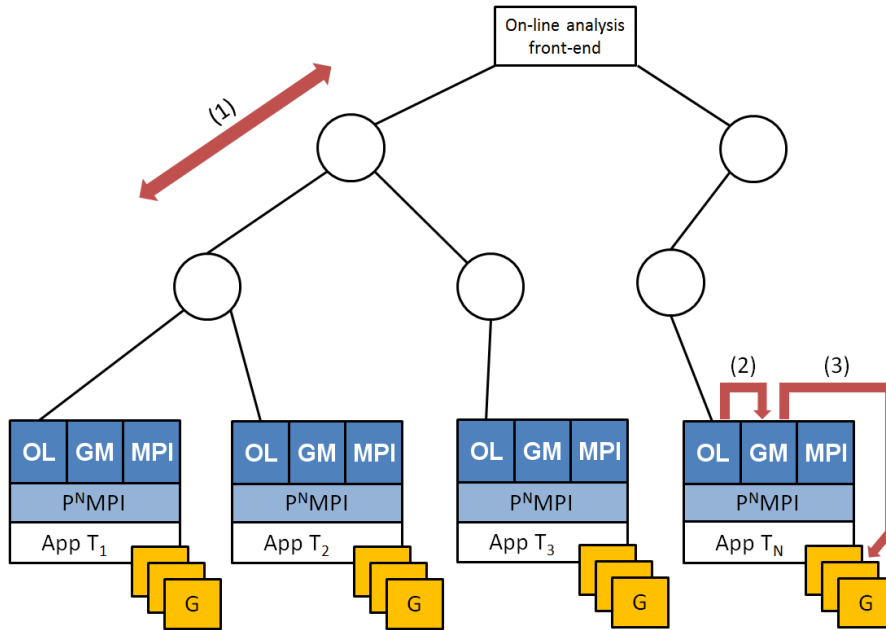 On-line analysis
front-end
(1)
(2)
(3)
OL GM MPI
OL GM MPI
OL GM MPI
OL GM MPI
PᴺMPI
PᴺMPI
PᴺMPI
PᴺMPI
App T₁
App T₂
App T₃
App T_N
G
G
G
G